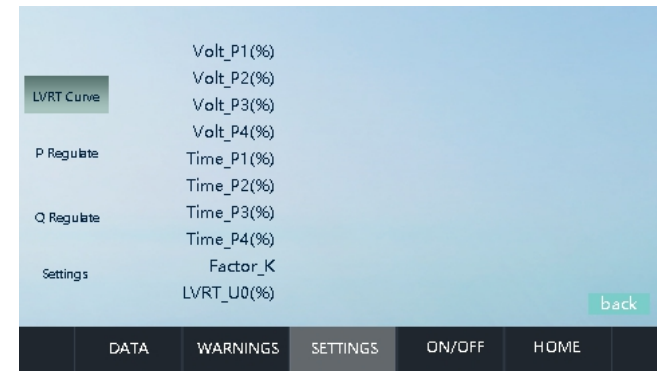 Volt_P1(%)
Volt_P2(%)
LVRT Curve
Volt_P3(%)
Volt_P4(%)
P Regulate
Time_P1(%)
Time_P2(%)
Q Regulate
Time_P3(%)
Time_P4(%)
Settings
Factor_K
LVRT_U0(%)
back
DATA WARNINGS SETTINGS ON/OFF HOME